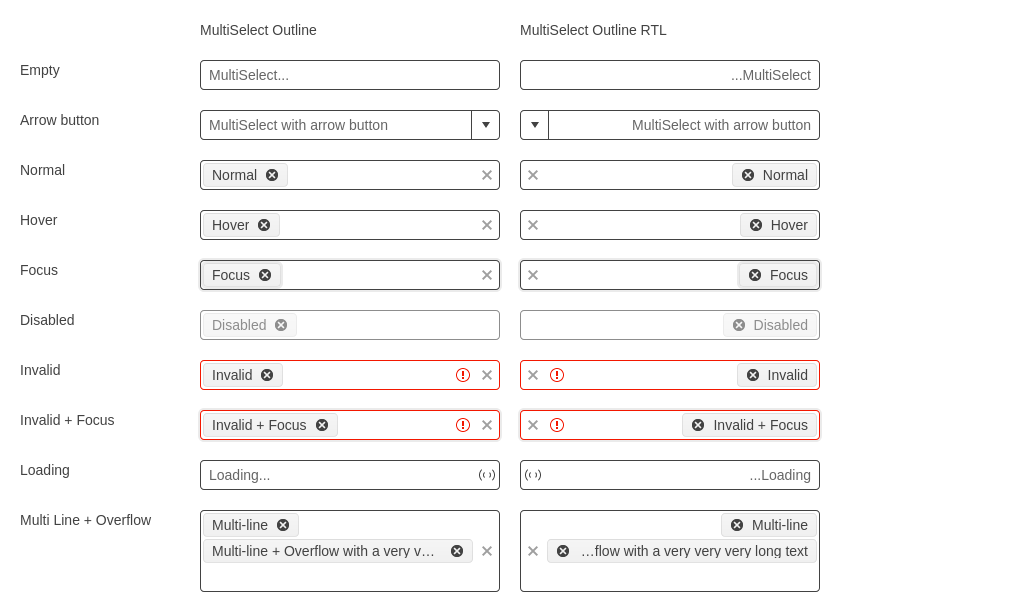 MultiSelect Outline MultiSelect Outline RTL
Empty MultiSelect... ...MultiSelect
Arrow button MultiSelect with arrow button MultiSelect with arrow button
Normal Normal Normal
Hover Hover Hover
Focus Focus Focus
Disabled Disabled Disabled
Invalid Invalid Invalid
Invalid + Focus Invalid + Focus Invalid + Focus
Loading Loading... ...Loading
Multi Line + Overflow Multi-line Multi-line
Multi-line + Overflow with a very v... ...flow with a very very very long text